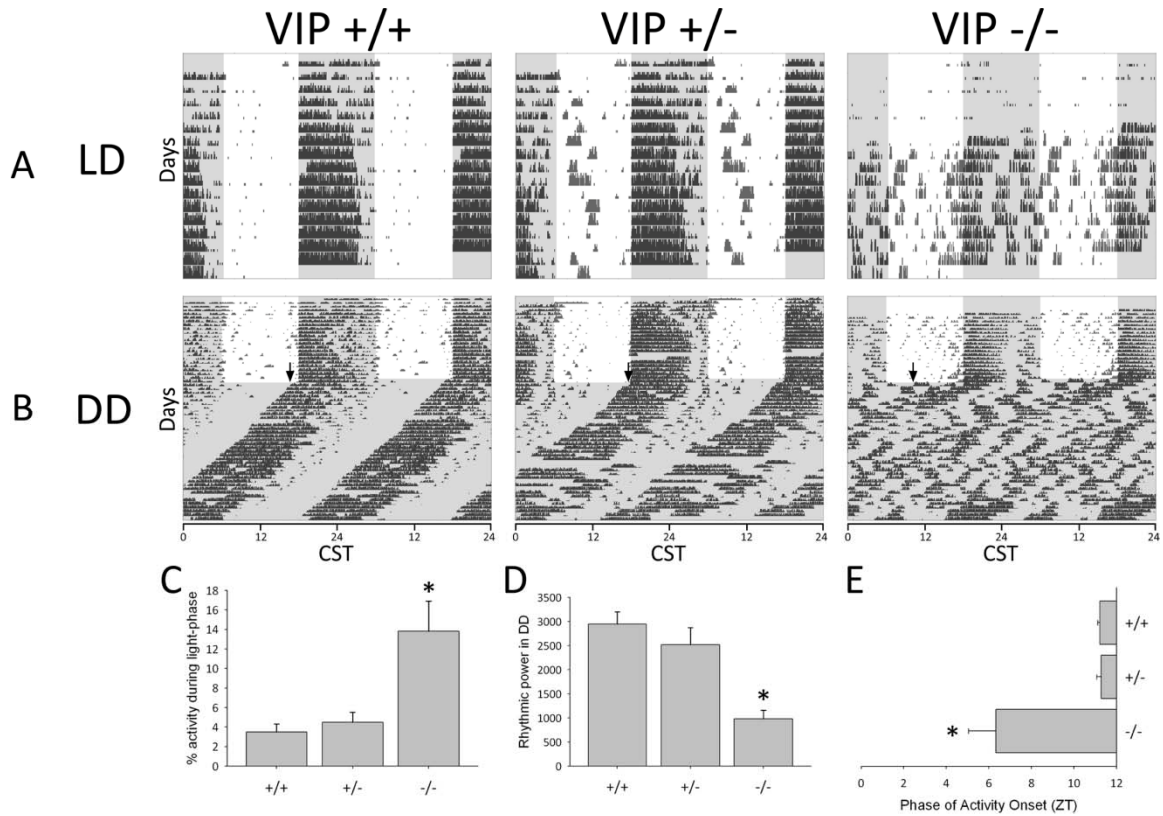 VIP +/+ VIP +/- VIP -/-
A LD Days
B DD Days
0 12 24 12 24 0 12 24 12 24 0 12 24 12 24
CST CST CST
C D E
% activity during light-phase
18
16
14
12
10
8
6
4
2
0
*
+/+ +/- -/-
Rhythmic power in DD
3500
3000
2500
2000
1500
1000
500
0
*
+/+ +/- -/-
+/+
+/-
-/-
*
0 2 4 6 8 10 12
Phase of Activity Onset (ZT)